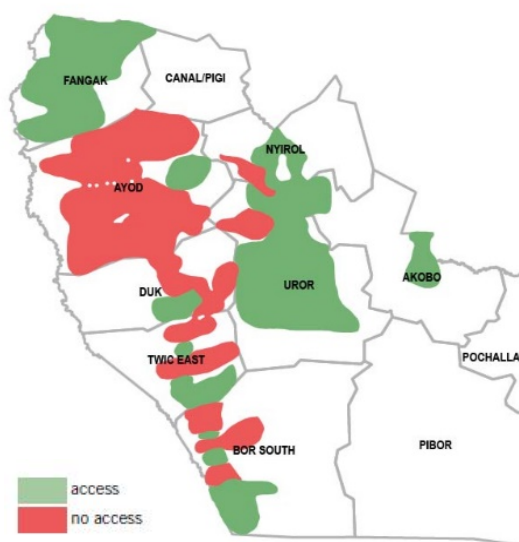 FANGAK
CANAL/PIGI
NYIROL
AYOD
AKOBO
DUK
UROR
TWIC EAST
POCHALLA
BOR SOUTH
PIBOR
access
no access